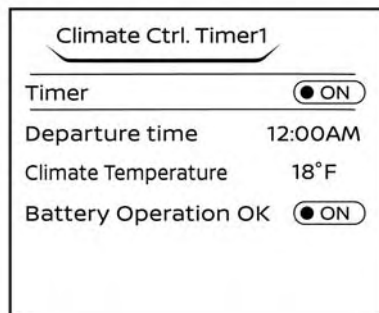 Climate Ctrl. Timer1
Timer ON
Departure time 12:00AM
Climate Temperature 18°F
Battery Operation OK ON